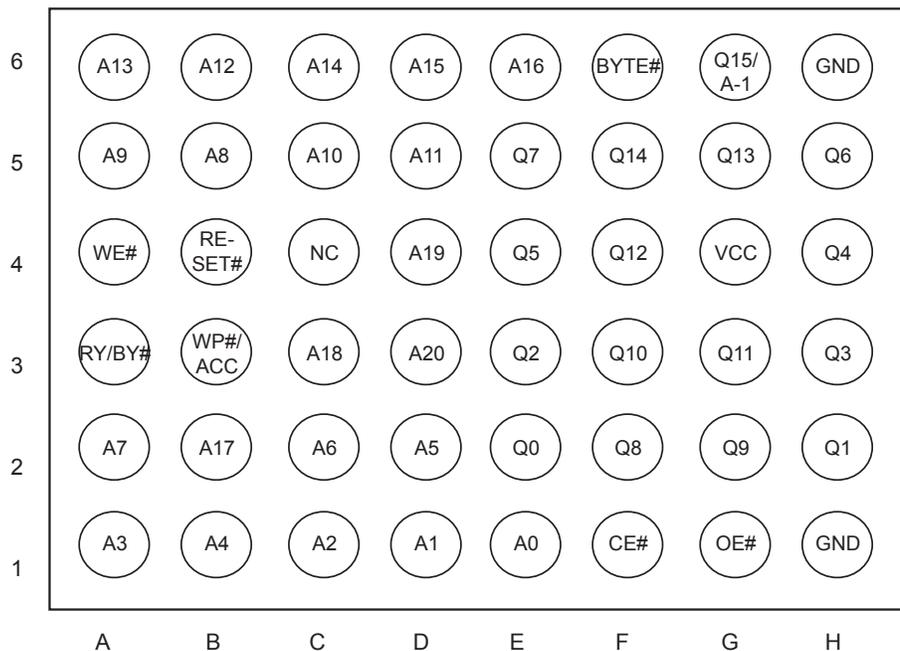 6 A13 A12 A14 A15 A16 BYTE# Q15/
A-1 GND
5 A9 A8 A10 A11 Q7 Q14 Q13 Q6
4 WE# RE-
SET# NC A19 Q5 Q12 VCC Q4
3 RY/BY# WP#/
ACC A18 A20 Q2 Q10 Q11 Q3
2 A7 A17 A6 A5 Q0 Q8 Q9 Q1
1 A3 A4 A2 A1 A0 CE# OE# GND
A B C D E F G H